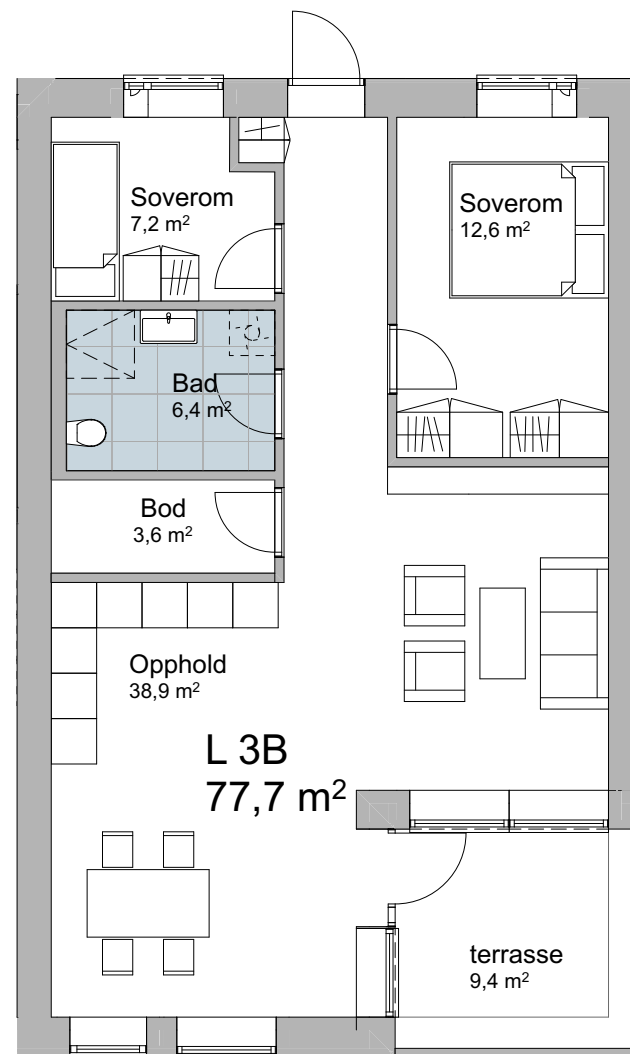 Soverom
7,2 m²
Soverom
12,6 m²
Bad
6,4 m²
Bod
3,6 m²
Opphold
38,9 m²
L 3B
77,7 m²
terrasse
9,4 m²